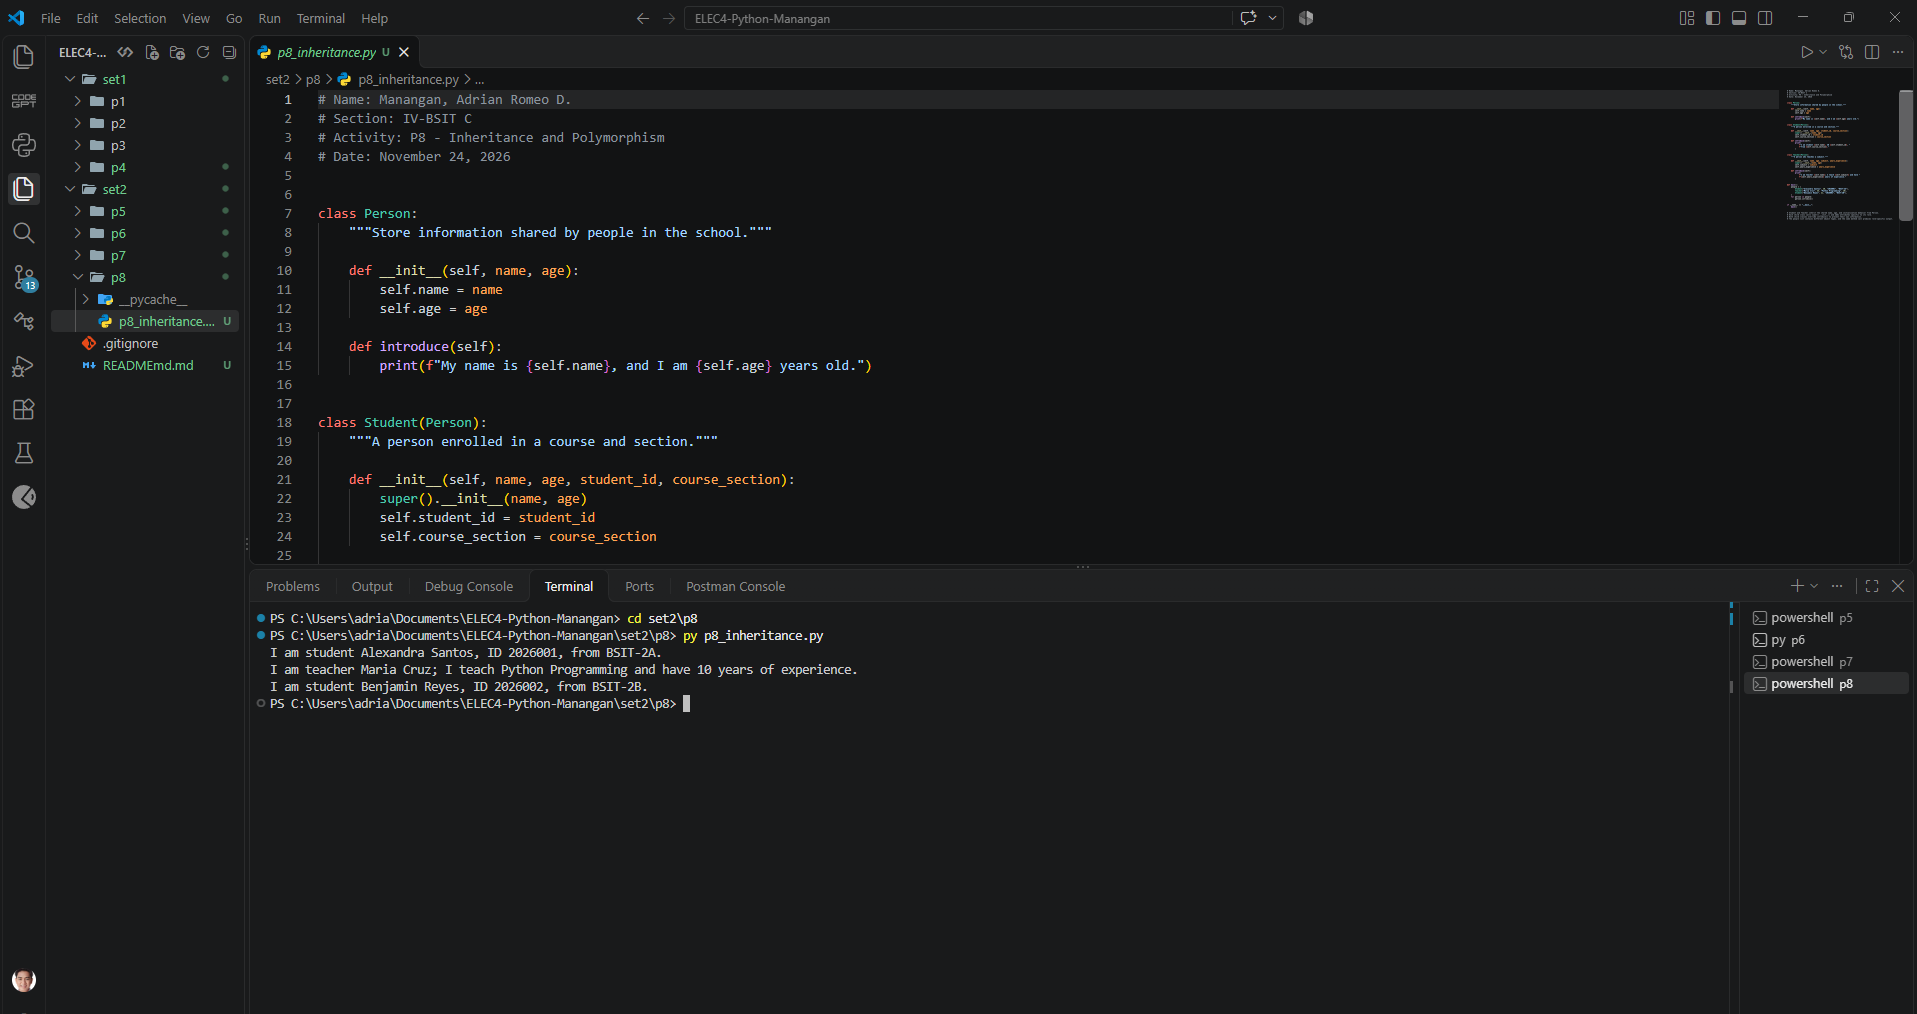 File Edit Selection View Go Run Terminal Help
ELEC4-Python-Manangan
ELEC4-...
set1
p1
p2
p3
p4
set2
p5
p6
p7
p8
__pycache__
p8_inheritance.... U
.gitignore
READMEmd.md U
CODE GPT
13
p8_inheritance.py U
set2 > p8 > p8_inheritance.py > ...
1 # Name: Manangan, Adrian Romeo D.
2 # Section: IV-BSIT C
3 # Activity: P8 - Inheritance and Polymorphism
4 # Date: November 24, 2026
5
6
7 class Person:
8 """Store information shared by people in the school."""
9
10 def __init__(self, name, age):
11 self.name = name
12 self.age = age
13
14 def introduce(self):
15 print(f"My name is {self.name}, and I am {self.age} years old.")
16
17
18 class Student(Person):
19 """A person enrolled in a course and section."""
20
21 def __init__(self, name, age, student_id, course_section):
22 super().__init__(name, age)
23 self.student_id = student_id
24 self.course_section = course_section
25
Problems Output Debug Console Terminal Ports Postman Console
PS C:\Users\adria\Documents\ELEC4-Python-Manangan> cd set2\p8
PS C:\Users\adria\Documents\ELEC4-Python-Manangan\set2\p8> py p8_inheritance.py
I am student Alexandra Santos, ID 2026001, from BSIT-2A.
I am teacher Maria Cruz; I teach Python Programming and have 10 years of experience.
I am student Benjamin Reyes, ID 2026002, from BSIT-2B.
PS C:\Users\adria\Documents\ELEC4-Python-Manangan\set2\p8>
powershell p5
py p6
powershell p7
powershell p8